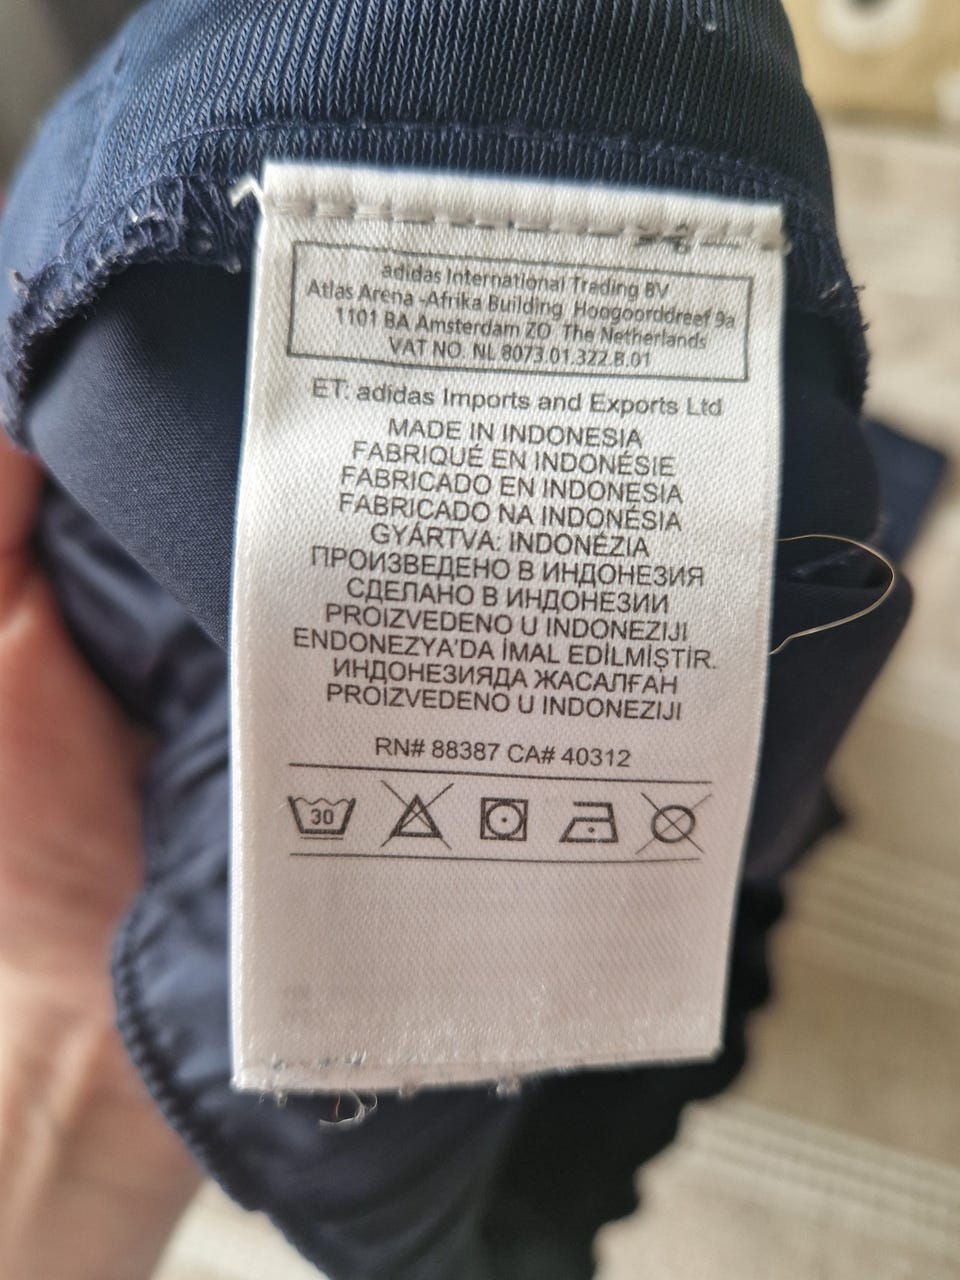 adidas International Trading BV
Atlas Arena -Afrika Building Hoogoorddreef 9a
1101 BA Amsterdam ZO The Netherlands
VAT NO. NL 8073.01.322.B.01
ET: adidas Imports and Exports Ltd
MADE IN INDONESIA
FABRIQUÉ EN INDONÉSIE
FABRICADO EN INDONESIA
FABRICADO NA INDONÉSIA
GYÁRTVA: INDONÉZIA
ПРОИЗВЕДЕНО В ИНДОНЕЗИЯ
СДЕЛАНО В ИНДОНЕЗИИ
PROIZVEDENO U INDONEZIJI
ENDONEZYA'DA İMAL EDİLMİŞTİR.
ИНДОНЕЗИЯДА ЖАСАЛҒАН
PROIZVEDENO U INDONEZIJI
RN# 88387 CA# 40312
30